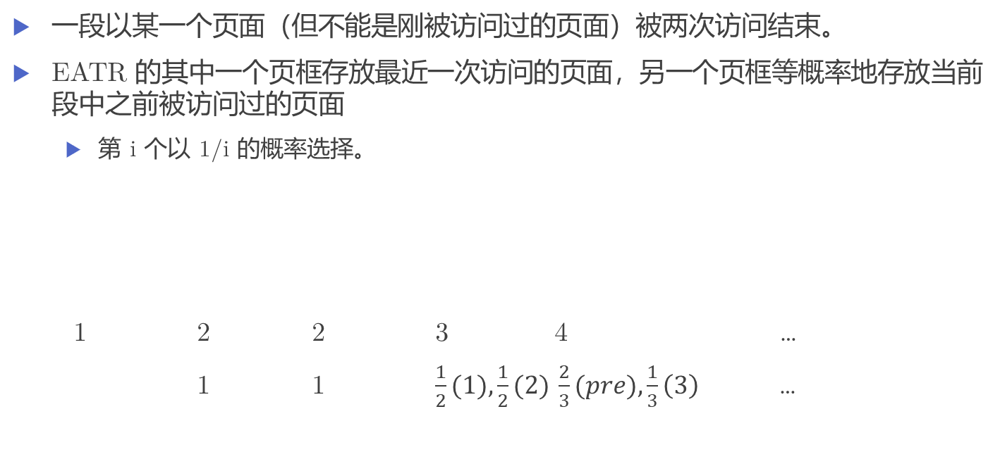 一段以某一个页面（但不能是刚被访问过的页面）被两次访问结束。
EATR 的其中一个页框存放最近一次访问的页面，另一个页框等概率地存放当前
段中之前被访问过的页面
第 i 个以 1/i 的概率选择。
1 2 2 3 4 ...
1 1 1/2 (1), 1/2 (2) 2/3 (pre), 1/3 (3) ...